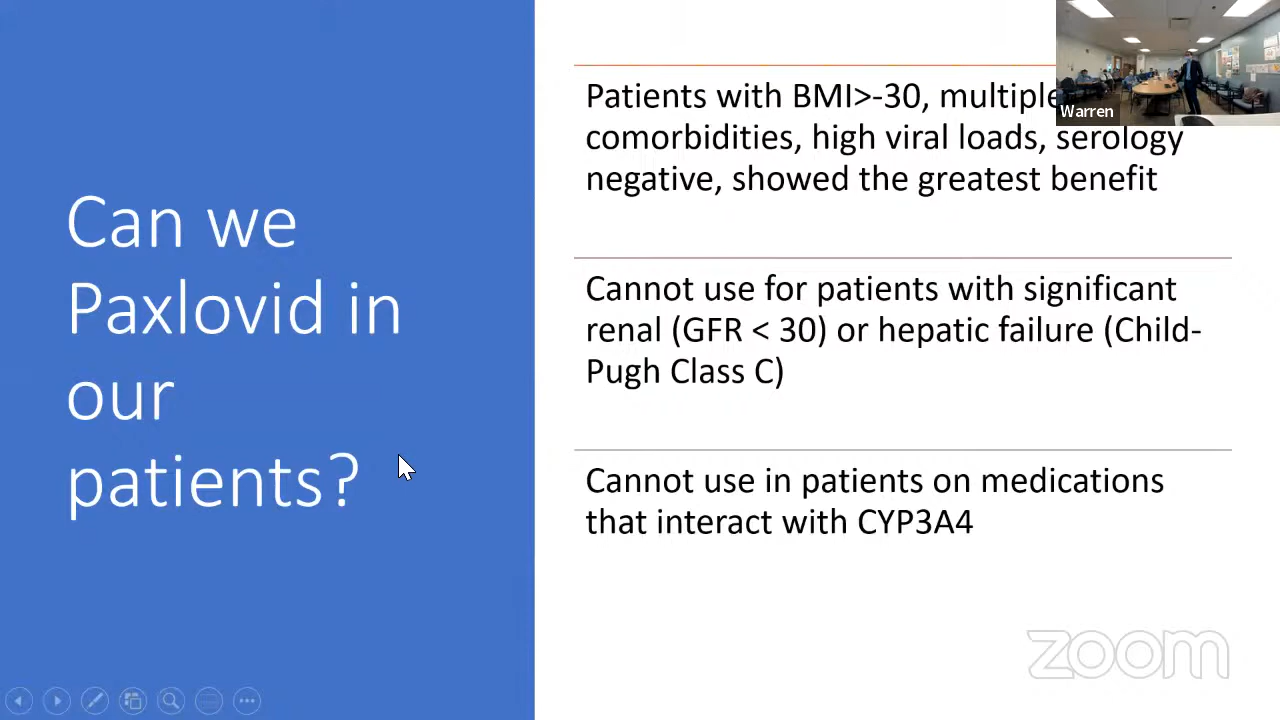 Can we
Paxlovid in
our
patients?
Patients with BMI>-30, multiple
comorbidities, high viral loads, serology
negative, showed the greatest benefit
Cannot use for patients with significant
renal (GFR < 30) or hepatic failure (Child-
Pugh Class C)
Cannot use in patients on medications
that interact with CYP3A4
Warren
zoom